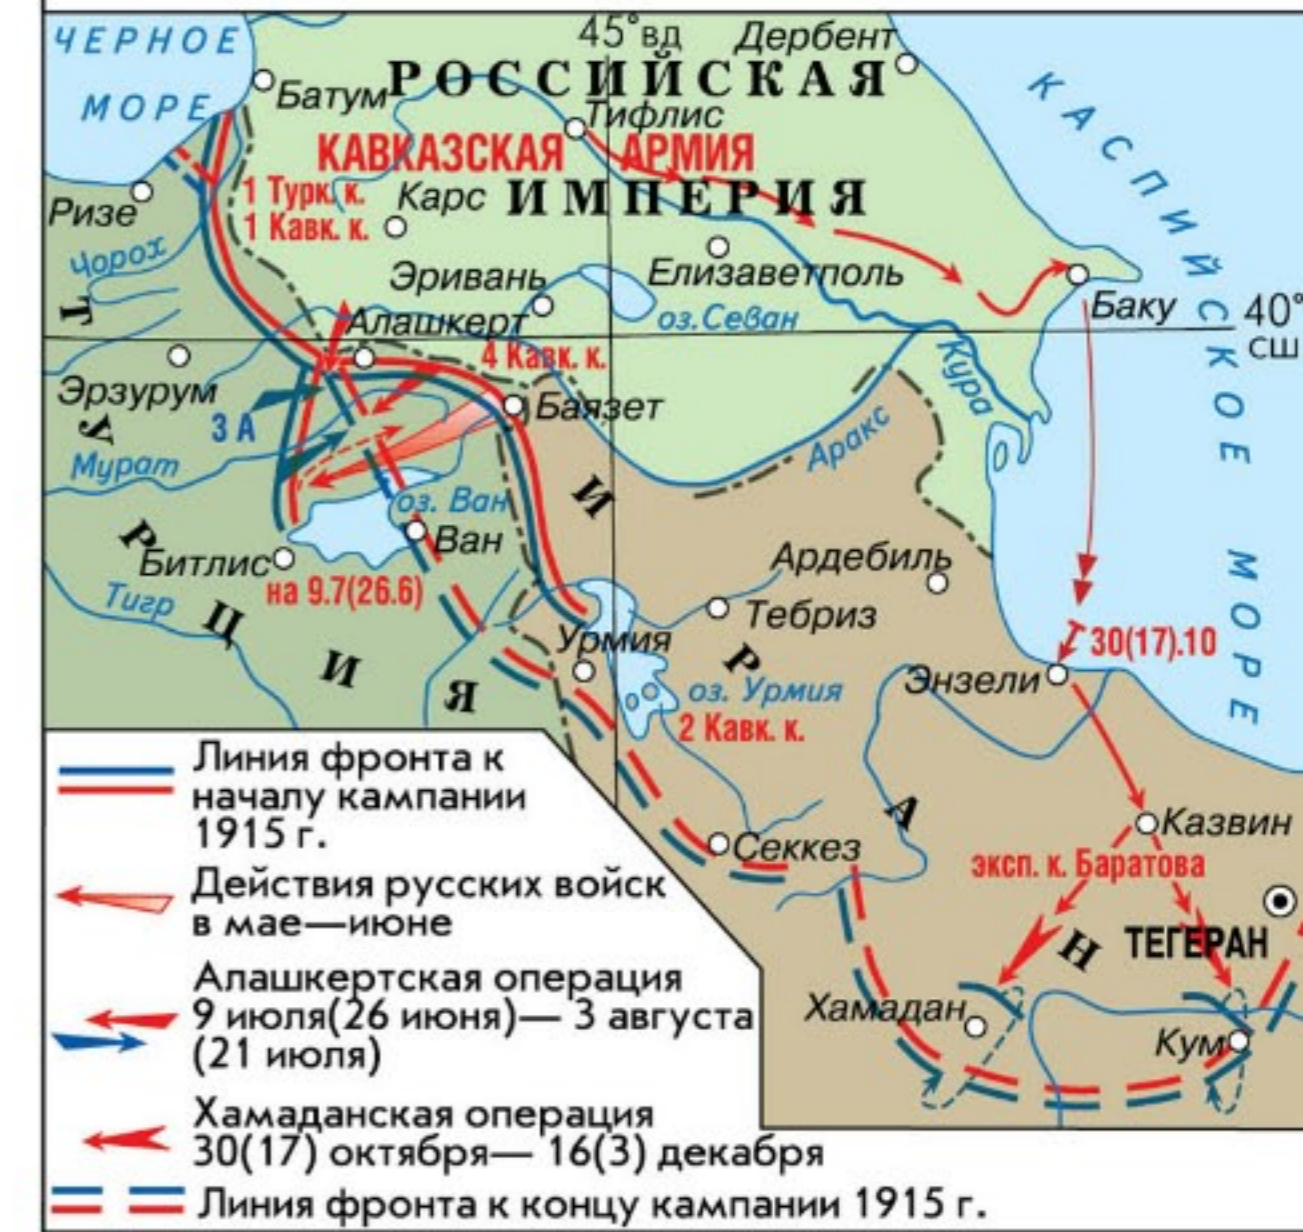 ЧЕРНОЕ
МОРЕ
45°вд
Дербент
Батум
РОССИЙСКАЯ
Тифлис
КАСПИЙСКОЕ МОРЕ
КАВКАЗСКАЯ АРМИЯ
1 Турк. к.
1 Кавк. к.
Карс
ИМПЕРИЯ
Ризе
Чорох
Эривань
Елизаветполь
оз.Севан
Баку
40°
сш
Алашкерт
4 Кавк. к.
Эрзурум
3 А
Баязет
Кура
Аракс
Мурат
ТУРЦИЯ
оз. Ван
Ван
Битлис
на 9.7(26.6)
Тигр
ИРАН
Ардебиль
Тебриз
Урмия
оз. Урмия
2 Кавк. к.
30(17).10
Энзели
Казвин
Секкез
эксп. к. Баратова
ТЕГЕРАН
Хамадан
Кум
Линия фронта к
началу кампании
1915 г.
Действия русских войск
в мае—июне
Алашкертская операция
9 июля(26 июня)— 3 августа
(21 июля)
Хамаданская операция
30(17) октября— 16(3) декабря
Линия фронта к концу кампании 1915 г.